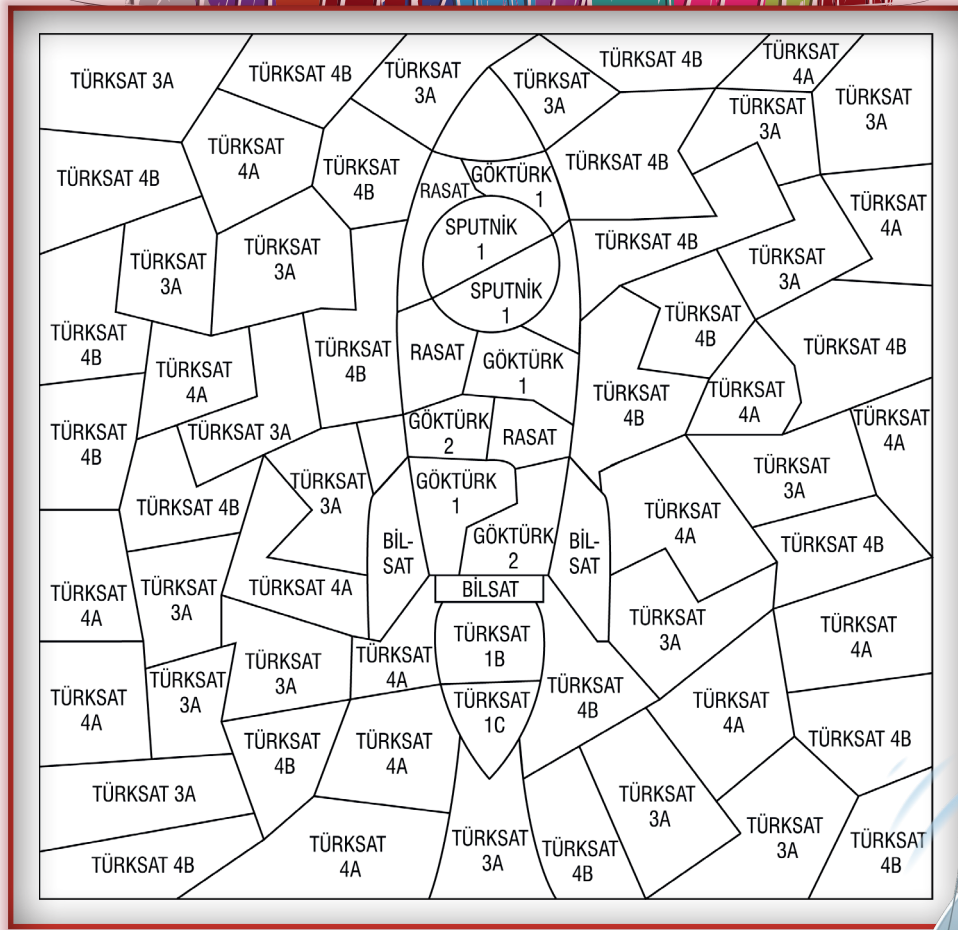 TÜRKSAT 3A
TÜRKSAT 4B
TÜRKSAT
3A
TÜRKSAT
3A
TÜRKSAT 4B
TÜRKSAT
4A
TÜRKSAT
3A
TÜRKSAT
3A
TÜRKSAT 4B
TÜRKSAT
4A
TÜRKSAT
4B
RASAT
GÖKTÜRK
1
TÜRKSAT 4B
TÜRKSAT
4A
TÜRKSAT
3A
TÜRKSAT
3A
SPUTNİK
1
SPUTNİK
1
TÜRKSAT 4B
TÜRKSAT
3A
TÜRKSAT
4B
TÜRKSAT
4A
TÜRKSAT
4B
RASAT
GÖKTÜRK
1
TÜRKSAT
4B
TÜRKSAT 4B
TÜRKSAT
4B
TÜRKSAT
4A
TÜRKSAT
4A
TÜRKSAT
4B
TÜRKSAT 3A
GÖKTÜRK
2
RASAT
TÜRKSAT
3A
TÜRKSAT 4B
TÜRKSAT
3A
GÖKTÜRK
1
TÜRKSAT
4A
TÜRKSAT 4B
BİL-
SAT
GÖKTÜRK
2
BİL-
SAT
TÜRKSAT
4A
TÜRKSAT
3A
TÜRKSAT 4A
BİLSAT
TÜRKSAT
3A
TÜRKSAT
4A
TÜRKSAT
1B
TÜRKSAT
4A
TÜRKSAT
3A
TÜRKSAT
3A
TÜRKSAT
4A
TÜRKSAT
1C
TÜRKSAT
4B
TÜRKSAT
4A
TÜRKSAT 4B
TÜRKSAT
4B
TÜRKSAT
4A
TÜRKSAT 3A
TÜRKSAT
3A
TÜRKSAT
3A
TÜRKSAT 4B
TÜRKSAT
4A
TÜRKSAT
3A
TÜRKSAT
4B
TÜRKSAT
4B